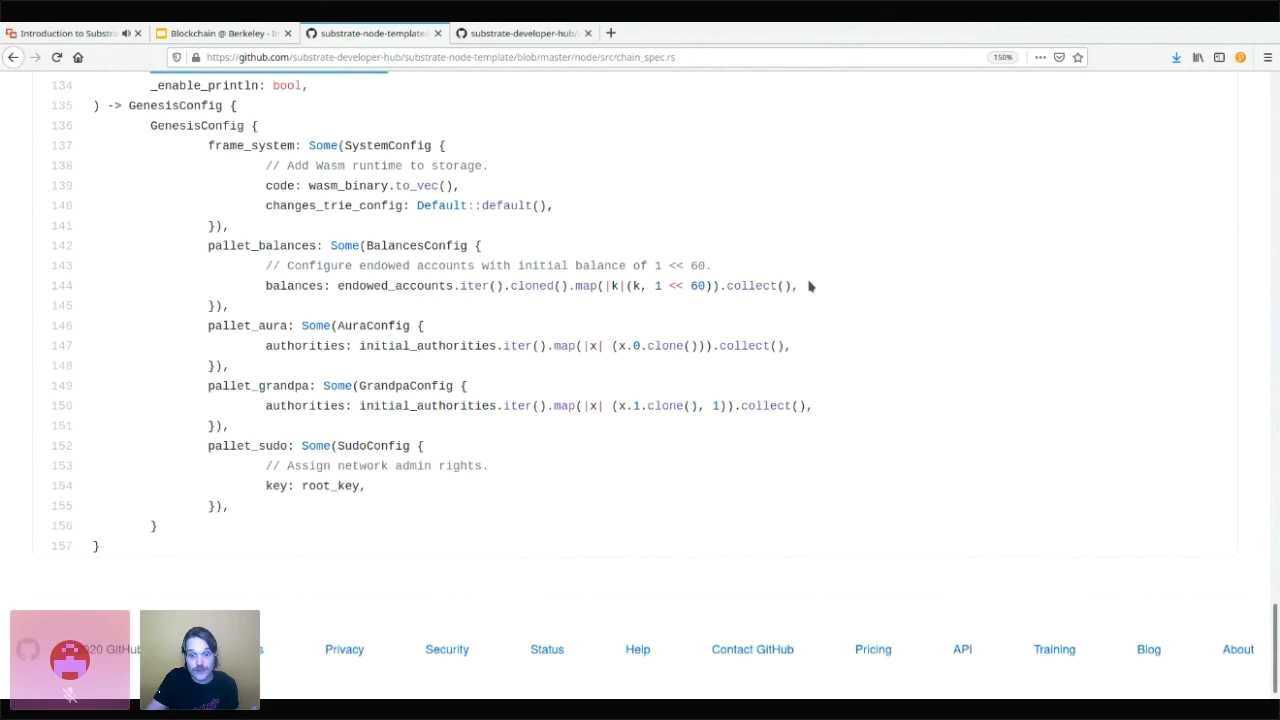 Introduction to Substra
Blockchain @ Berkeley - In
substrate-node-template/
substrate-developer-hub/
https://github.com/substrate-developer-hub/substrate-node-template/blob/master/node/src/chain_spec.rs
150%
134 _enable_println: bool,
135 ) -> GenesisConfig {
136 GenesisConfig {
137 frame_system: Some(SystemConfig {
138 // Add Wasm runtime to storage.
139 code: wasm_binary.to_vec(),
140 changes_trie_config: Default::default(),
141 }),
142 pallet_balances: Some(BalancesConfig {
143 // Configure endowed accounts with initial balance of 1 << 60.
144 balances: endowed_accounts.iter().cloned().map(|k|(k, 1 << 60)).collect(),
145 }),
146 pallet_aura: Some(AuraConfig {
147 authorities: initial_authorities.iter().map(|x| (x.0.clone())).collect(),
148 }),
149 pallet_grandpa: Some(GrandpaConfig {
150 authorities: initial_authorities.iter().map(|x| (x.1.clone(), 1)).collect(),
151 }),
152 pallet_sudo: Some(SudoConfig {
153 // Assign network admin rights.
154 key: root_key,
155 }),
156 }
157 }
20 GitHu s Privacy Security Status Help Contact GitHub Pricing API Training Blog About